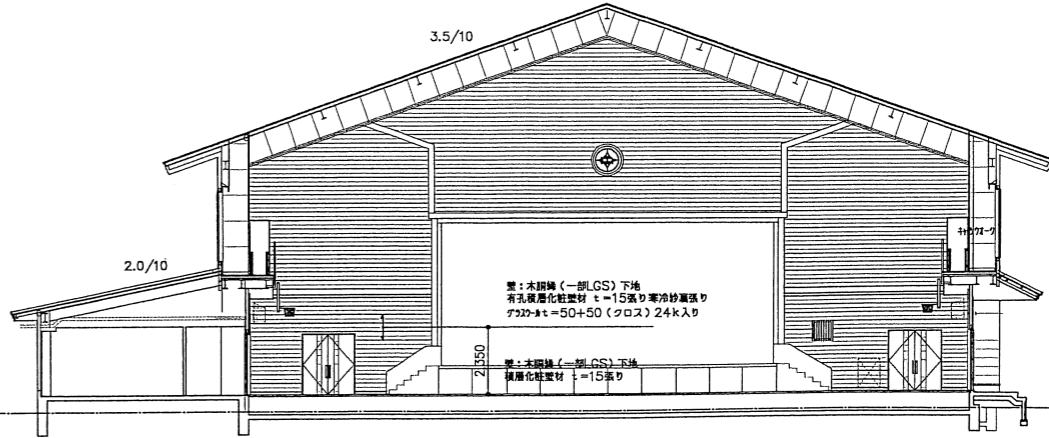 3.5/10
キャットウォーク
2.0/10
壁：木胴縁（一部LGS）下地
有孔積層化粧壁材 t=15張り寒冷紗裏張り
グラスウールt=50+50（クロス）24k入り
2,350
壁：木胴縁（一部LGS）下地
積層化粧壁材 t=15張り